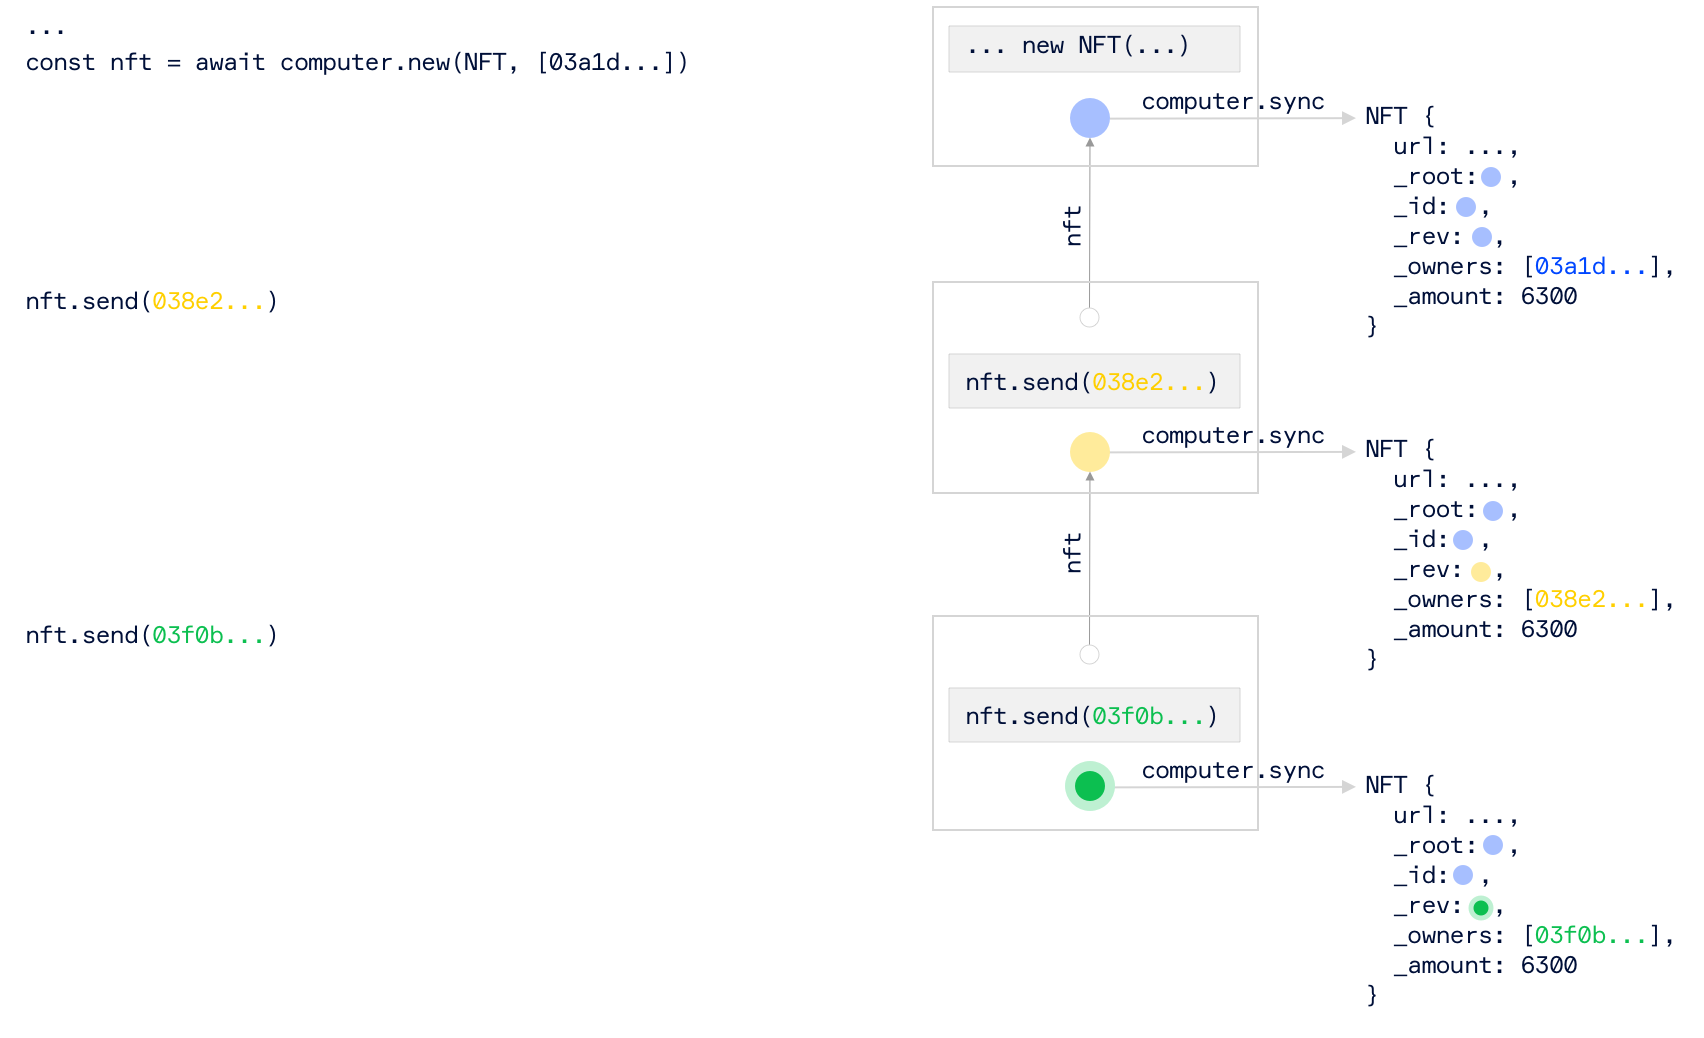 ...
const nft = await computer.new(NFT, [03a1d...])
nft.send(038e2...)
nft.send(03f0b...)
... new NFT(...)
computer.sync
nft
nft.send(038e2...)
computer.sync
nft
nft.send(03f0b...)
computer.sync
NFT {
url: ...,
_root: ,
_id: ,
_rev: ,
_owners: [03a1d...],
_amount: 6300
}
NFT {
url: ...,
_root: ,
_id: ,
_rev: ,
_owners: [038e2...],
_amount: 6300
}
NFT {
url: ...,
_root: ,
_id: ,
_rev: ,
_owners: [03f0b...],
_amount: 6300
}